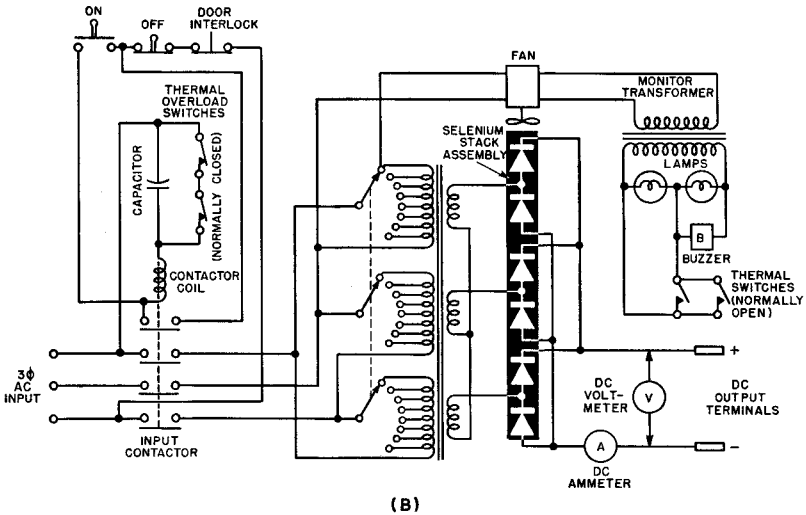 ON
OFF
DOOR
INTERLOCK
FAN
MONITOR
TRANSFORMER
THERMAL
OVERLOAD
SWITCHES
SELENIUM
STACK
ASSEMBLY
LAMPS
CAPACITOR
(NORMALLY CLOSED)
B
BUZZER
CONTACTOR
COIL
THERMAL
SWITCHES
(NORMALLY
OPEN)
3ϕ
AC
INPUT
+
DC
VOLT-
METER
V
DC
OUTPUT
TERMINALS
INPUT
CONTACTOR
A
−
DC
AMMETER
(B)